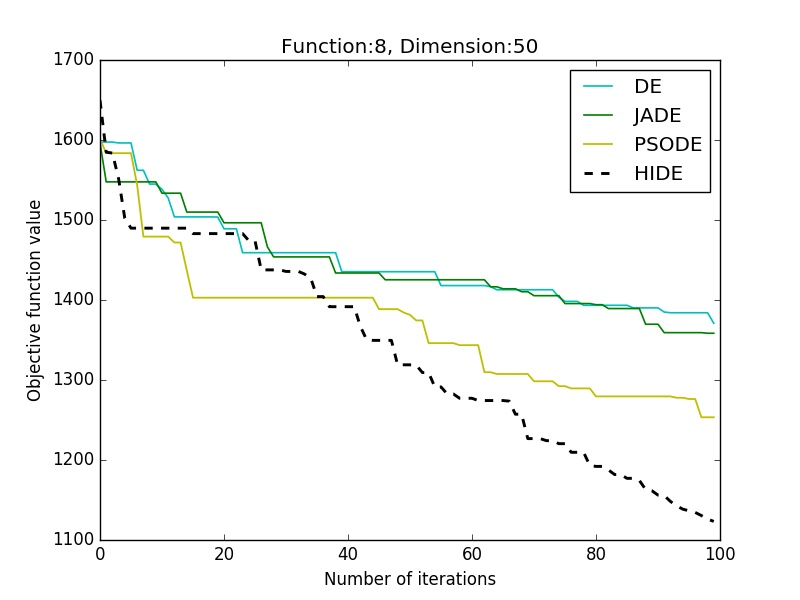 Function:8, Dimension:50
1700
1600
1500
1400
1300
1200
1100
Objective function value
DE
JADE
PSODE
HIDE
0 20 40 60 80 100
Number of iterations